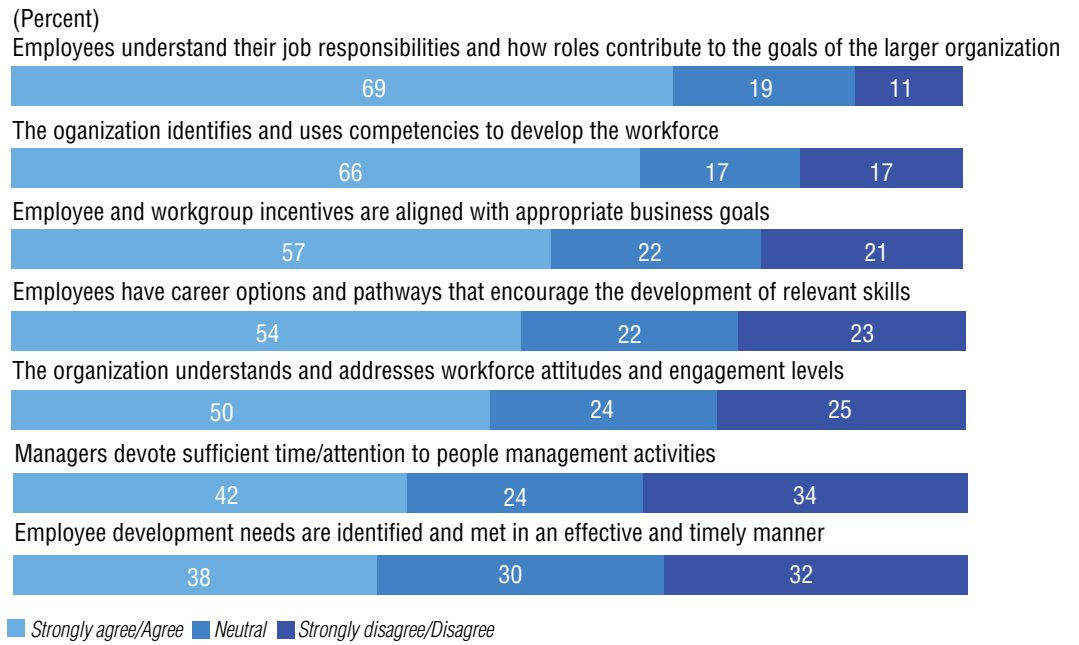 (Percent)
Employees understand their job responsibilities and how roles contribute to the goals of the larger organization
69 19 11
The oganization identifies and uses competencies to develop the workforce
66 17 17
Employee and workgroup incentives are aligned with appropriate business goals
57 22 21
Employees have career options and pathways that encourage the development of relevant skills
54 22 23
The organization understands and addresses workforce attitudes and engagement levels
50 24 25
Managers devote sufficient time/attention to people management activities
42 24 34
Employee development needs are identified and met in an effective and timely manner
38 30 32
Strongly agree/Agree Neutral Strongly disagree/Disagree